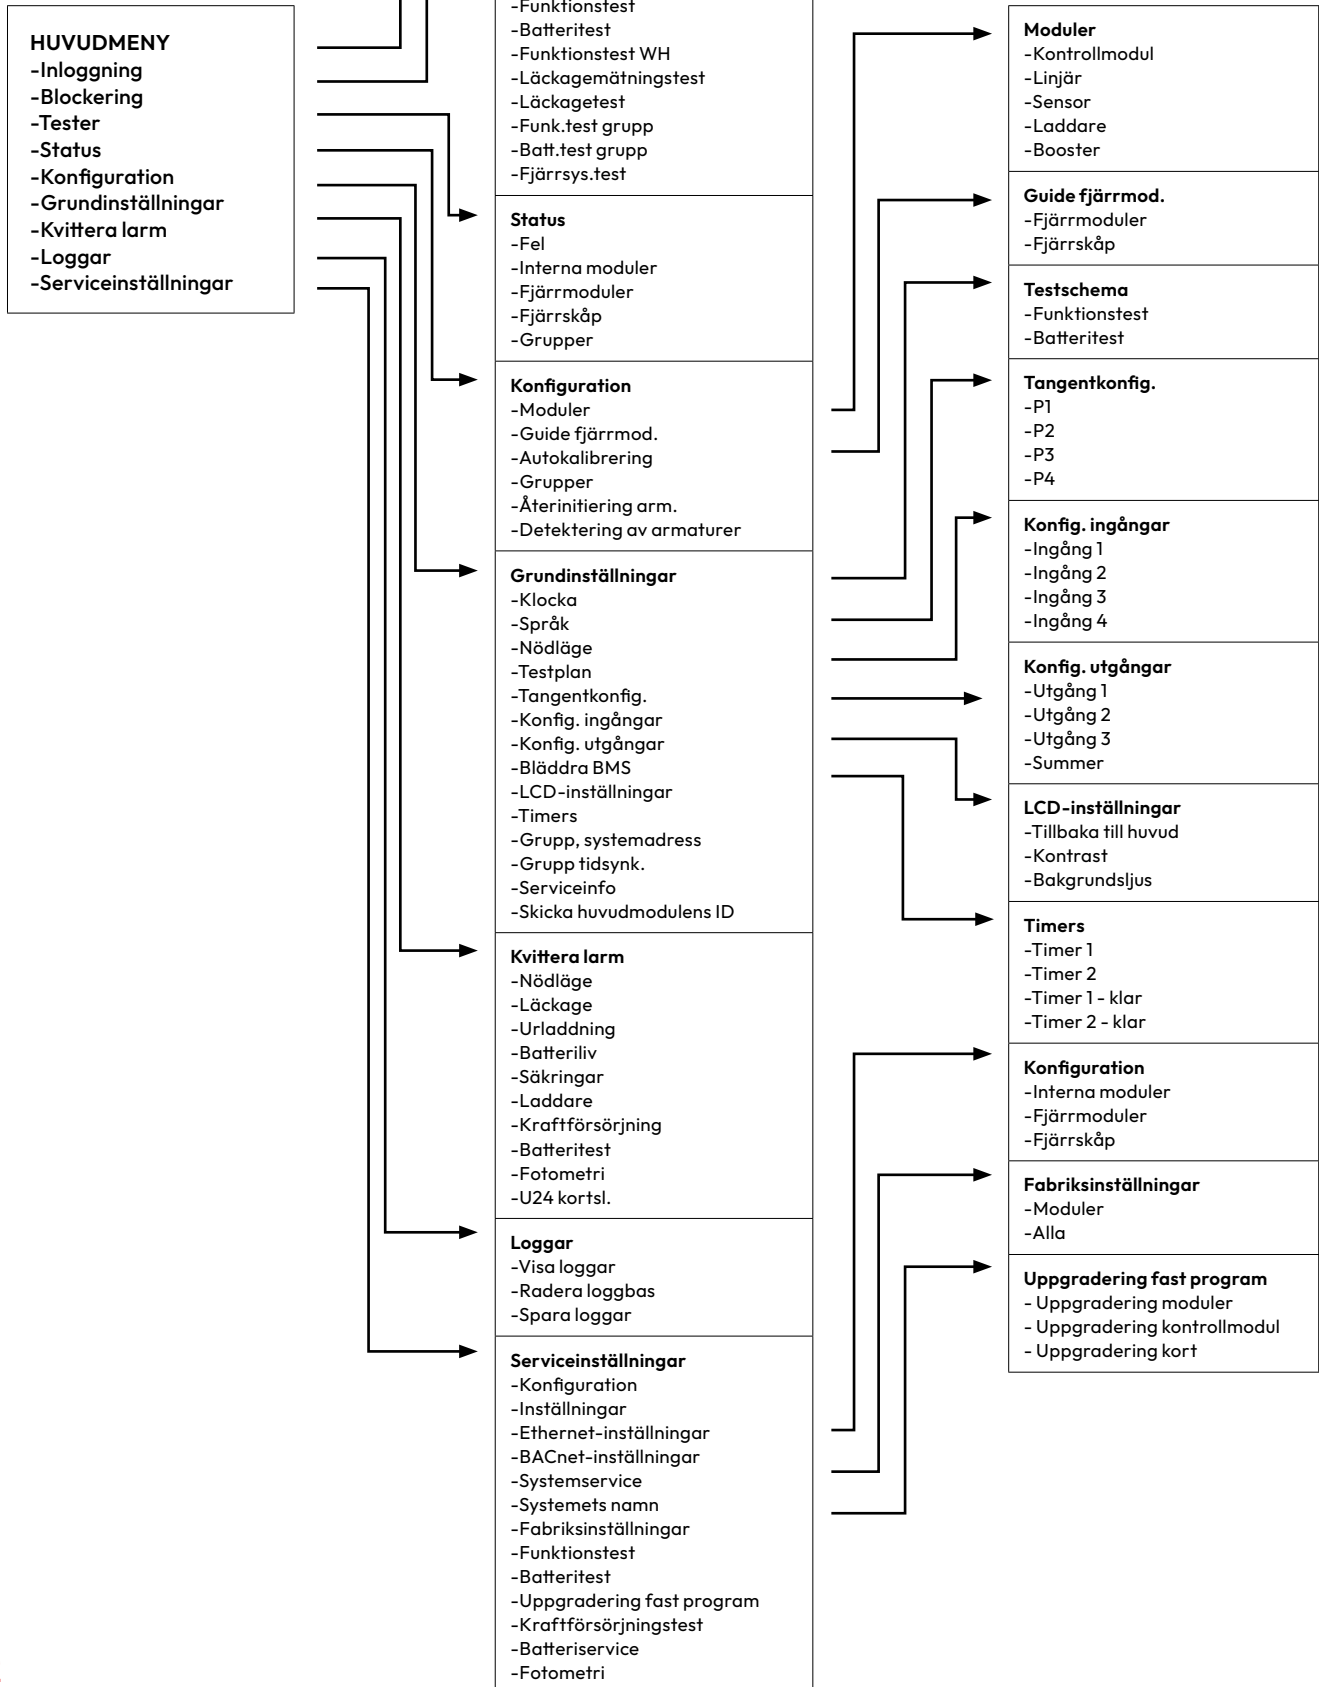 HUVUDMENY
-Inloggning
-Blockering
-Tester
-Status
-Konfiguration
-Grundinställningar
-Kvittera larm
-Loggar
-Serviceinställningar
-Funktionstest
-Batteritest
-Funktionstest WH
-Läckagemätningstest
-Läckagetest
-Funk.test grupp
-Batt.test grupp
-Fjärrsys.test
Status
-Fel
-Interna moduler
-Fjärrmoduler
-Fjärrskåp
-Grupper
Konfiguration
-Moduler
-Guide fjärrmod.
-Autokalibrering
-Grupper
-Återinitiering arm.
-Detektering av armaturer
Grundinställningar
-Klocka
-Språk
-Nödläge
-Testplan
-Tangentkonfig.
-Konfig. ingångar
-Konfig. utgångar
-Bläddra BMS
-LCD-inställningar
-Timers
-Grupp, systemadress
-Grupp tidsynk.
-Serviceinfo
-Skicka huvudmodulens ID
Kvittera larm
-Nödläge
-Läckage
-Urladdning
-Batteriliv
-Säkringar
-Laddare
-Kraftförsörjning
-Batteritest
-Fotometri
-U24 kortsl.
Loggar
-Visa loggar
-Radera loggbas
-Spara loggar
Serviceinställningar
-Konfiguration
-Inställningar
-Ethernet-inställningar
-BACnet-inställningar
-Systemservice
-Systemets namn
-Fabriksinställningar
-Funktionstest
-Batteritest
-Uppgradering fast program
-Kraftförsörjningstest
-Batteriservice
-Fotometri
Moduler
-Kontrollmodul
-Linjär
-Sensor
-Laddare
-Booster
Guide fjärrmod.
-Fjärrmoduler
-Fjärrskåp
Testschema
-Funktionstest
-Batteritest
Tangentkonfig.
-P1
-P2
-P3
-P4
Konfig. ingångar
-Ingång 1
-Ingång 2
-Ingång 3
-Ingång 4
Konfig. utgångar
-Utgång 1
-Utgång 2
-Utgång 3
-Summer
LCD-inställningar
-Tillbaka till huvud
-Kontrast
-Bakgrundsljus
Timers
-Timer 1
-Timer 2
-Timer 1 - klar
-Timer 2 - klar
Konfiguration
-Interna moduler
-Fjärrmoduler
-Fjärrskåp
Fabriksinställningar
-Moduler
-Alla
Uppgradering fast program
- Uppgradering moduler
- Uppgradering kontrollmodul
- Uppgradering kort